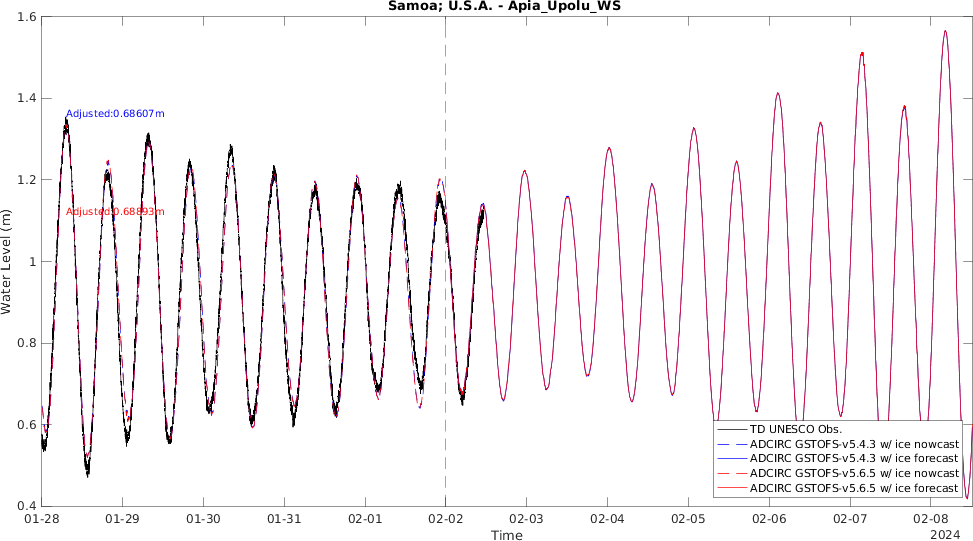 Samoa; U.S.A. - Apia_Upolu_WS
1.6
1.4
1.2
1
0.8
0.6
0.4
Water Level (m)
Adjusted:0.68607m
Adjusted:0.68893m
TD UNESCO Obs.
ADCIRC GSTOFS-v5.4.3 w/ ice nowcast
ADCIRC GSTOFS-v5.4.3 w/ ice forecast
ADCIRC GSTOFS-v5.6.5 w/ ice nowcast
ADCIRC GSTOFS-v5.6.5 w/ ice forecast
01-28 01-29 01-30 01-31 02-01 02-02 02-03 02-04 02-05 02-06 02-07 02-08
2024
Time